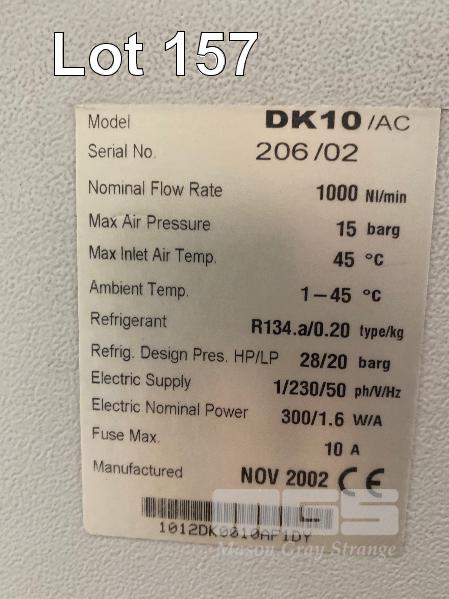 Lot 157
Model DK10/AC
Serial No. 206/02
Nominal Flow Rate 1000 Nl/min
Max Air Pressure 15 barg
Max Inlet Air Temp. 45 °C
Ambient Temp. 1-45 °C
Refrigerant R134.a/0.20 type/kg
Refrig. Design Pres. HP/LP 28/20 barg
Electric Supply 1/230/50 ph/V/Hz
Electric Nominal Power 300/1.6 W/A
Fuse Max. 10 A
Manufactured NOV 2002 CE
1012DK0010AF1DY
Mason Gray Strange